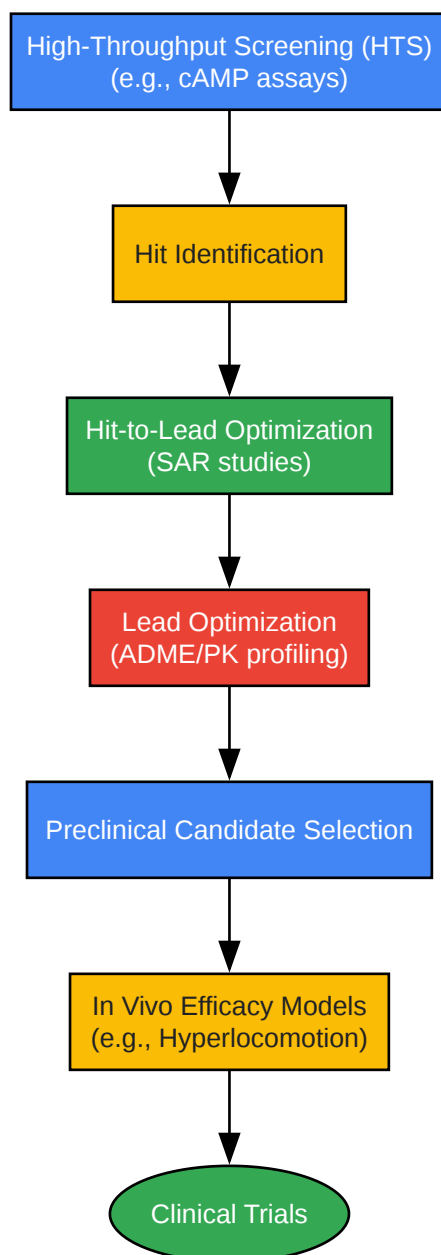 High-Throughput Screening (HTS)
(e.g., cAMP assays)
Hit Identification
Hit-to-Lead Optimization
(SAR studies)
Lead Optimization
(ADME/PK profiling)
Preclinical Candidate Selection
In Vivo Efficacy Models
(e.g., Hyperlocomotion)
Clinical Trials